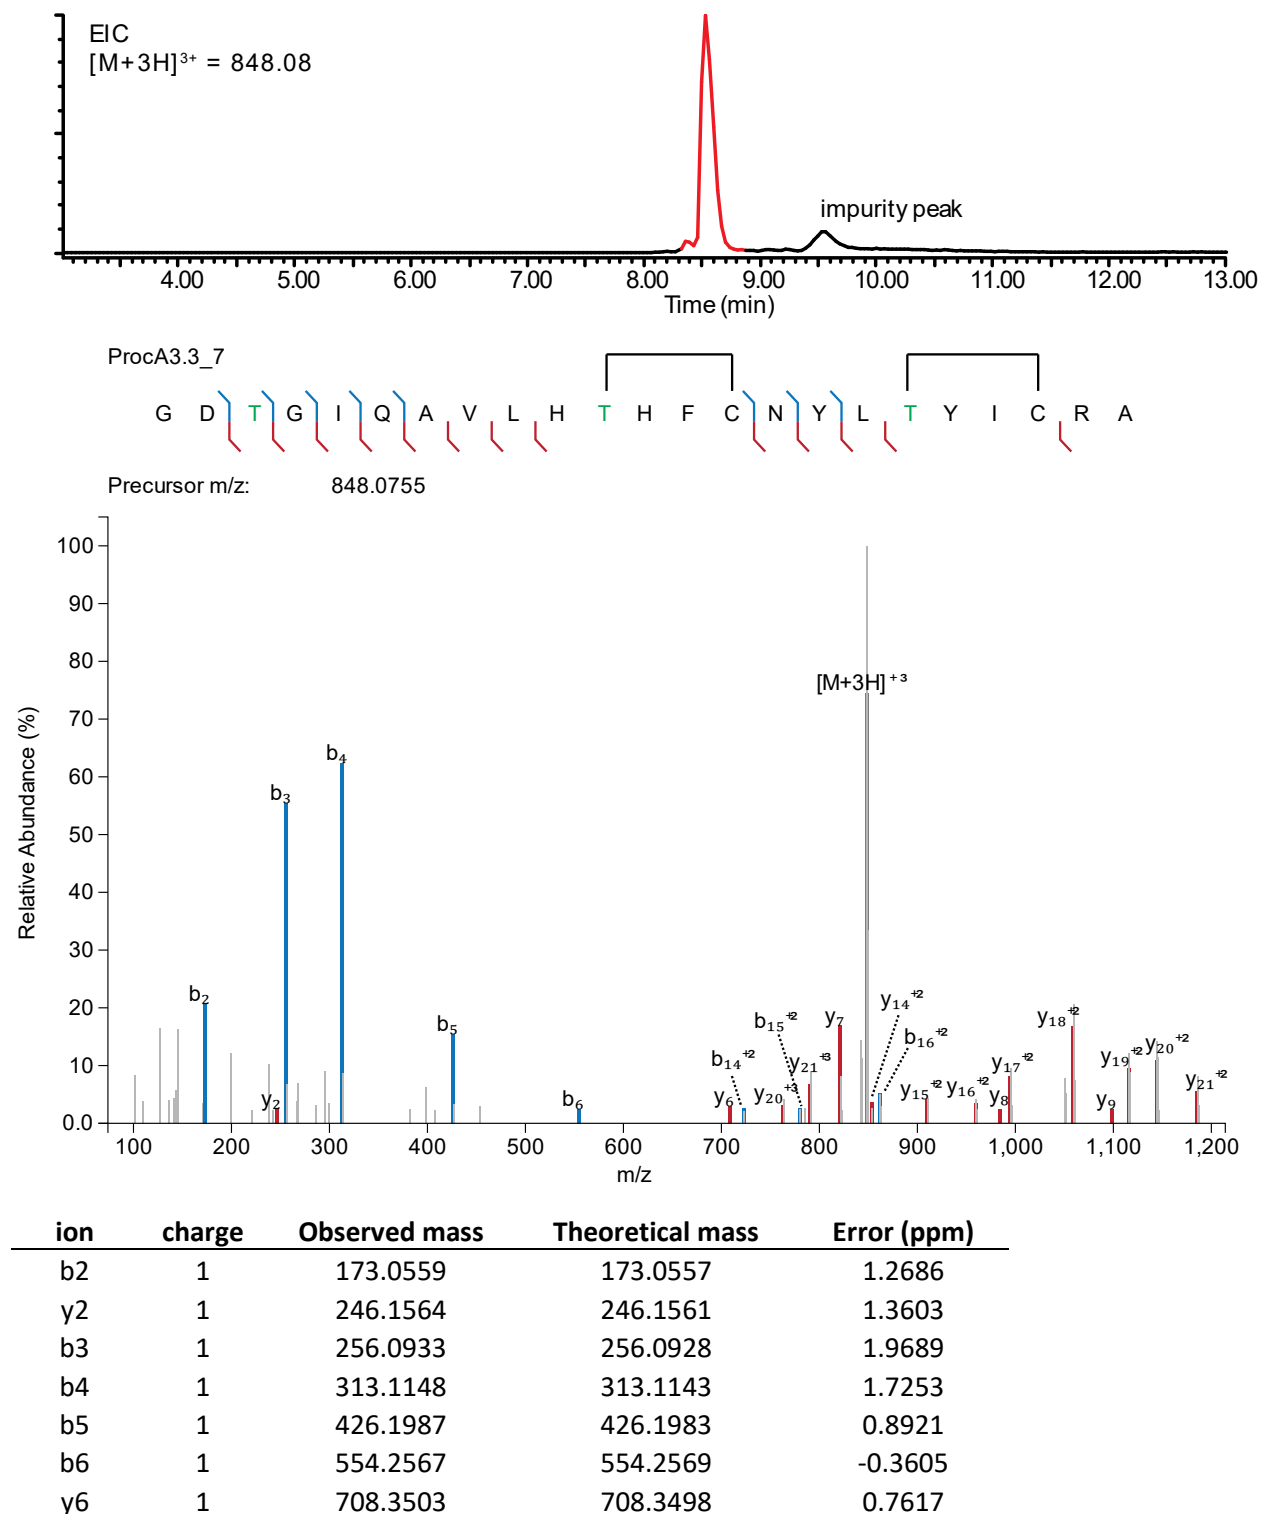 EIC
[M+3H]³⁺ = 848.08
impurity peak
4.00 5.00 6.00 7.00 8.00 9.00 10.00 11.00 12.00 13.00
Time (min)
ProcA3.3_7
G D T G I Q A V L H T H F C N Y L T Y I C R A
Precursor m/z: 848.0755
Relative Abundance (%)
100
90
80
70
60
50
40
30
20
10
0.0
[M+3H]⁺³
b₄
b₃
b₂
b₅
y₂
b₆
y₆
b₁₄⁺²
y₂₀⁺³
b₁₅⁺²
y₂₁⁺³
y₇
y₁₄⁺²
b₁₆⁺²
y₁₅⁺²
y₁₆⁺²
y₈
y₁₇⁺²
y₁₈⁺²
y₉
y₁₉⁺²
y₂₀⁺²
y₂₁⁺²
100 200 300 400 500 600 700 800 900 1,000 1,100 1,200
m/z
ion charge Observed mass Theoretical mass Error (ppm)
b2 1 173.0559 173.0557 1.2686
y2 1 246.1564 246.1561 1.3603
b3 1 256.0933 256.0928 1.9689
b4 1 313.1148 313.1143 1.7253
b5 1 426.1987 426.1983 0.8921
b6 1 554.2567 554.2569 -0.3605
y6 1 708.3503 708.3498 0.7617